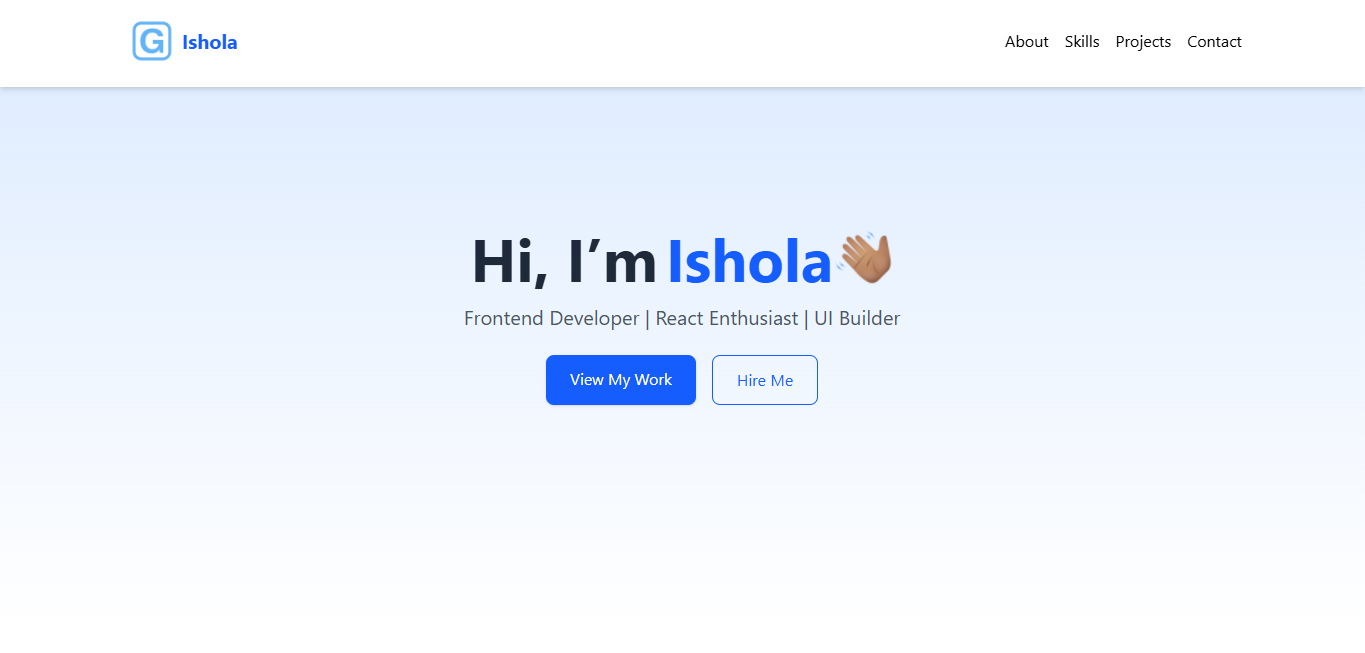 G Ishola
About Skills Projects Contact
Hi, I’m Ishola👋🏽
Frontend Developer | React Enthusiast | UI Builder
View My Work
Hire Me